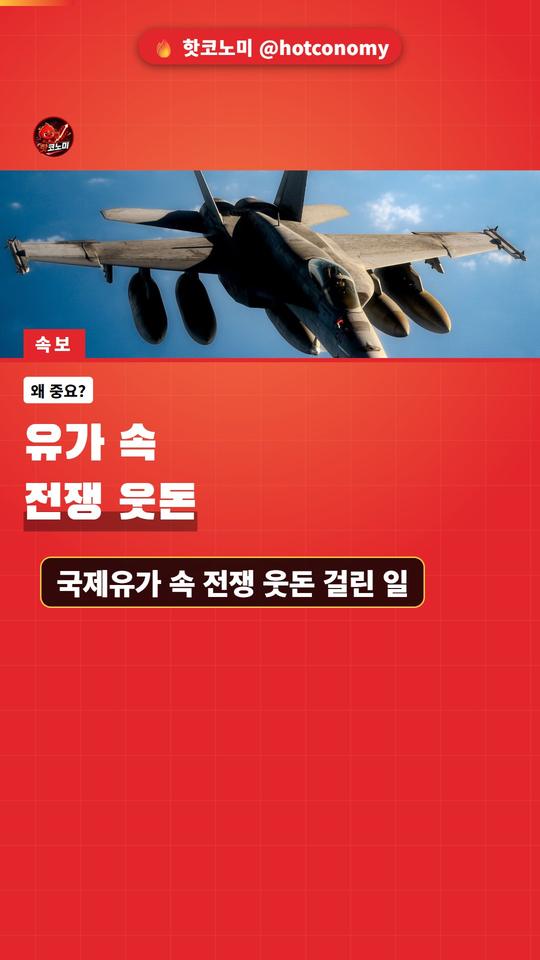 핫코노미 @hotconomy
핫코노미
속보
왜 중요?
유가 속
전쟁 웃돈
국제유가 속 전쟁 웃돈 걸린 일